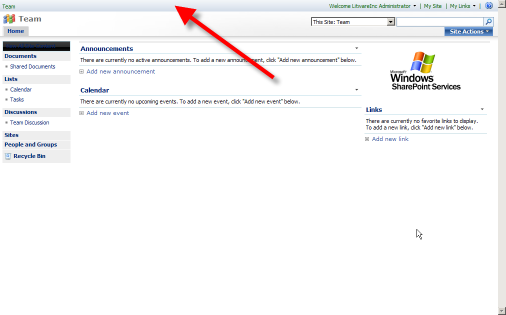 Team
Welcome LitwareInc Administrator | My Site | My Links |
Team
This Site: Team
Home
Site Actions
Documents
Shared Documents
Lists
Calendar
Tasks
Discussions
Team Discussion
Sites
People and Groups
Recycle Bin
Announcements
There are currently no active announcements. To add a new announcement, click "Add new announcement" below.
Add new announcement
Calendar
There are currently no upcoming events. To add a new event, click "Add new event" below.
Add new event
Microsoft
Windows
SharePoint Services
Links
There are currently no favorite links to display.
To add a new link, click "Add new link" below.
Add new link